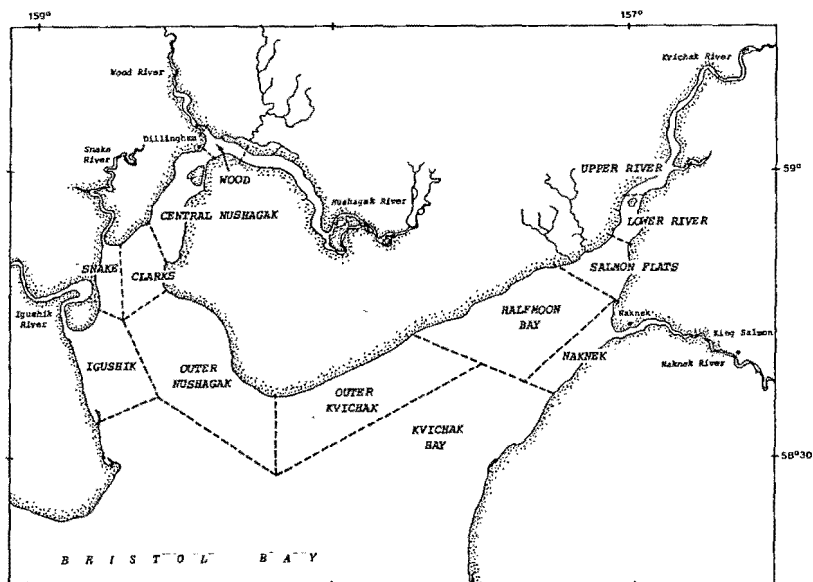 159°
157°
Wood River
Kvichak River
Dillingham
Snake
River
WOOD
UPPER RIVER
59°
Nushagak River
CENTRAL NUSHAGAK
LOWER RIVER
SNAKE
CLARKS
SALMON FLATS
Igushik
River
HALFMOON
BAY
Naknek
King Salmon
NAKNEK
Naknek River
IGUSHIK
OUTER
NUSHAGAK
OUTER
KVICHAK
KVICHAK
BAY
58°30
BRISTOL BAY